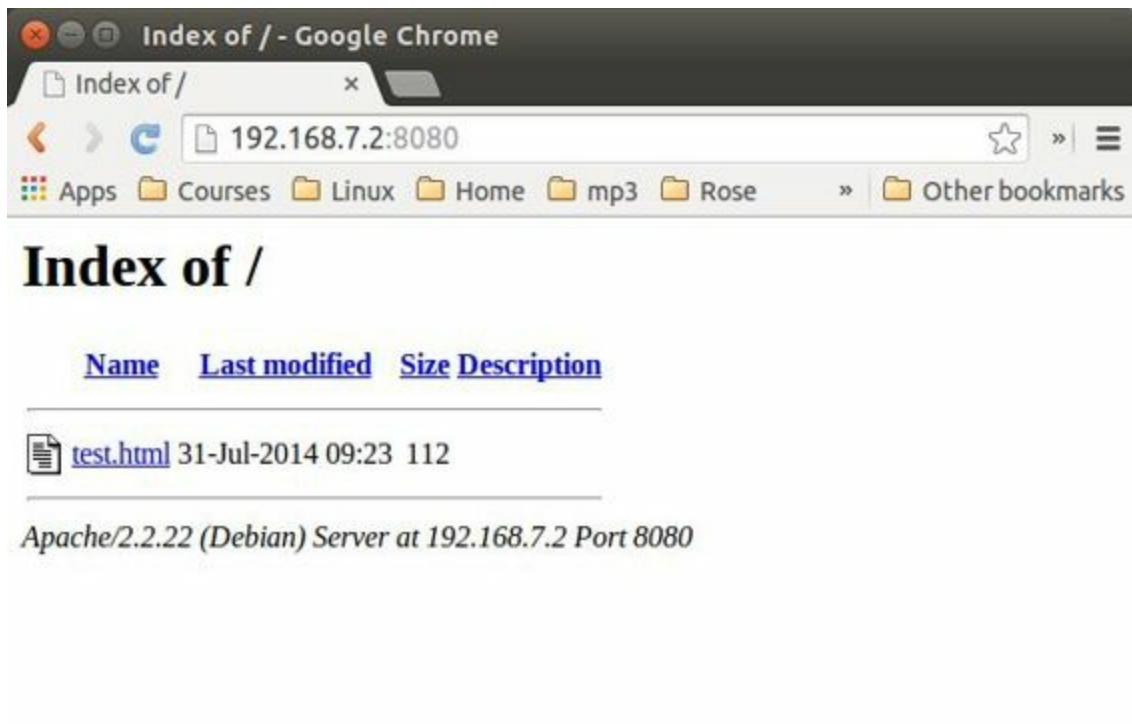 Index of / - Google Chrome
Index of /
192.168.7.2:8080
Apps Courses Linux Home mp3 Rose » Other bookmarks
Index of /
Name Last modified Size Description
test.html 31-Jul-2014 09:23 112
Apache/2.2.22 (Debian) Server at 192.168.7.2 Port 8080